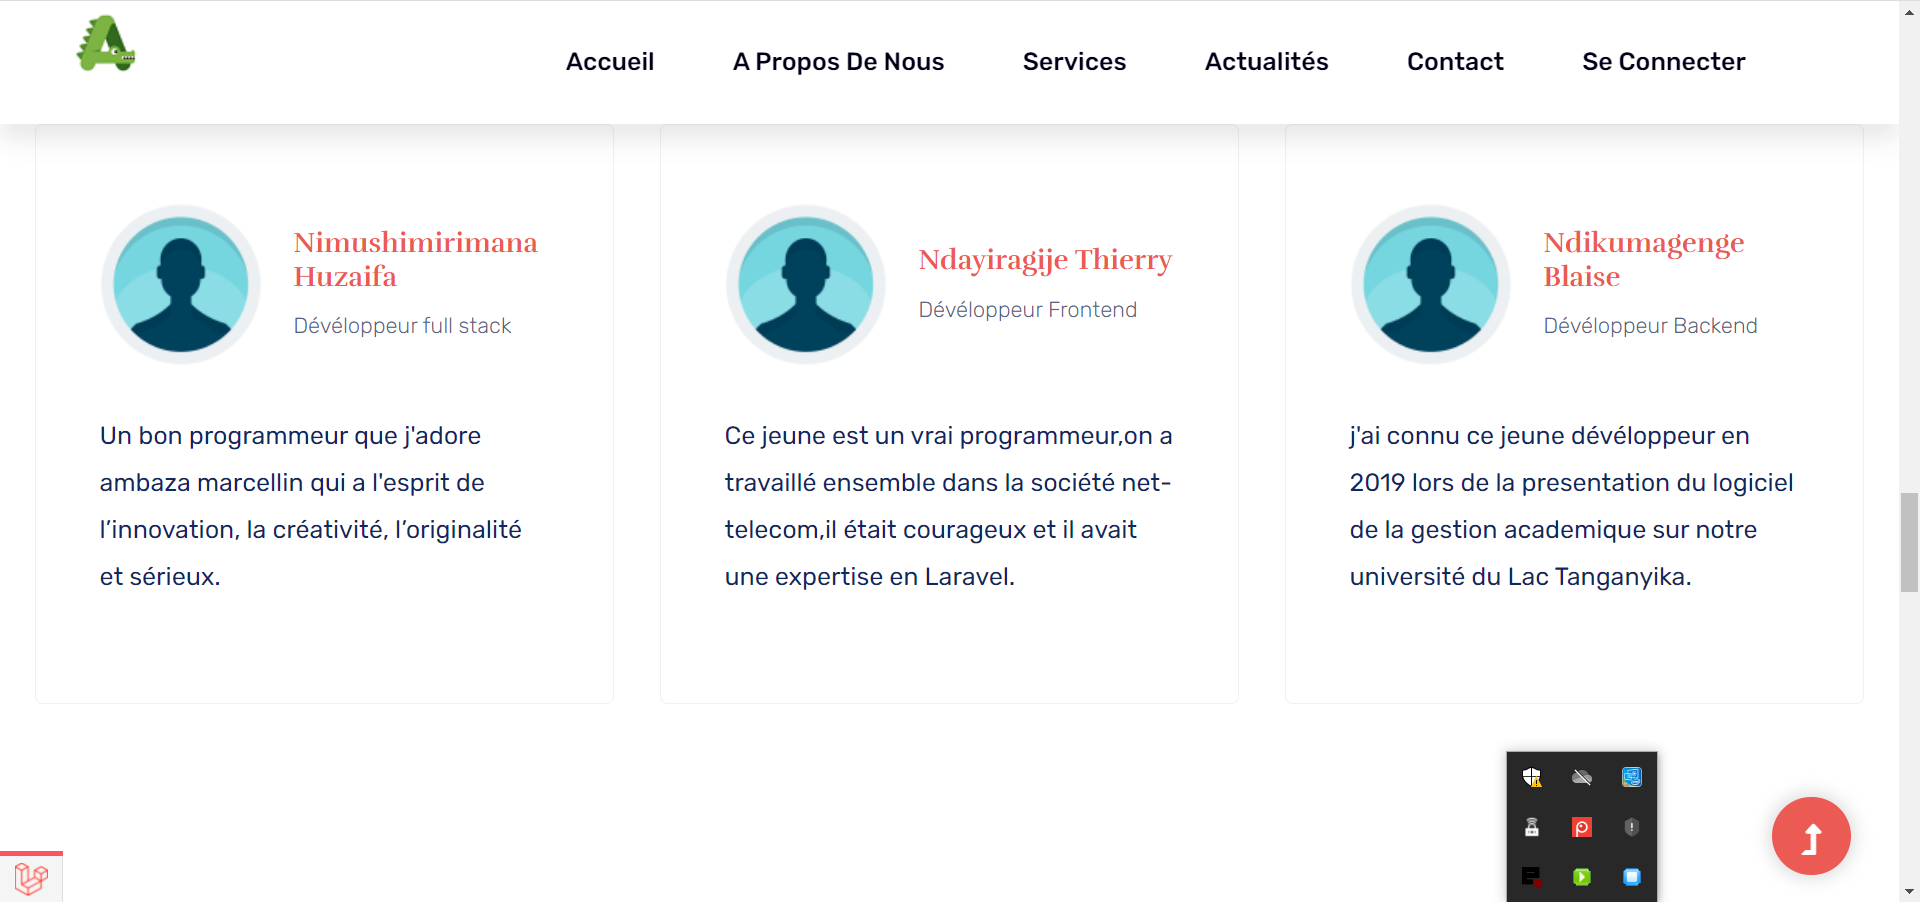 Accueil
A Propos De Nous
Services
Actualités
Contact
Se Connecter
Nimushimirimana
Huzaifa
Dévéloppeur full stack
Un bon programmeur que j'adore
ambaza marcellin qui a l'esprit de
l’innovation, la créativité, l’originalité
et sérieux.
Ndayiragije Thierry
Dévéloppeur Frontend
Ce jeune est un vrai programmeur,on a
travaillé ensemble dans la société net-
telecom,il était courageux et il avait
une expertise en Laravel.
Ndikumagenge
Blaise
Dévéloppeur Backend
j'ai connu ce jeune dévéloppeur en
2019 lors de la presentation du logiciel
de la gestion academique sur notre
université du Lac Tanganyika.